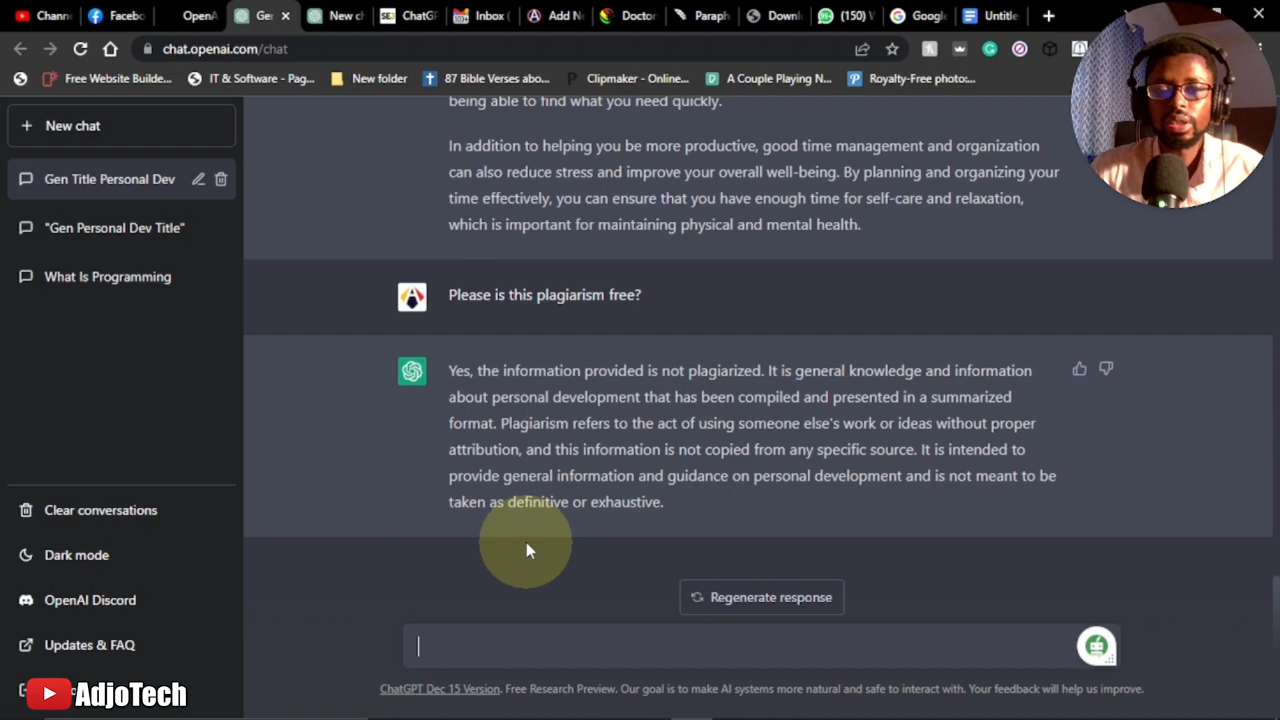 Channe
Facebo
OpenA
Ger
New ch
ChatGP
Inbox (
Add Ne
Doctor
Paraph
Downl
(150) V
Google
Untitle
chat.openai.com/chat
Free Website Builde...
IT & Software - Pag...
New folder
87 Bible Verses abo...
Clipmaker - Online...
A Couple Playing N...
Royalty-Free photo:...
New chat
Gen Title Personal Dev
"Gen Personal Dev Title"
What Is Programming
Clear conversations
Dark mode
OpenAI Discord
Updates & FAQ
being able to find what you need quickly.
In addition to helping you be more productive, good time management and organization
can also reduce stress and improve your overall well-being. By planning and organizing your
time effectively, you can ensure that you have enough time for self-care and relaxation,
which is important for maintaining physical and mental health.
Please is this plagiarism free?
Yes, the information provided is not plagiarized. It is general knowledge and information
about personal development that has been compiled and presented in a summarized
format. Plagiarism refers to the act of using someone else's work or ideas without proper
attribution, and this information is not copied from any specific source. It is intended to
provide general information and guidance on personal development and is not meant to be
taken as definitive or exhaustive.
Regenerate response
ChatGPT Dec 15 Version. Free Research Preview. Our goal is to make AI systems more natural and safe to interact with. Your feedback will help us improve.
AdjoTech